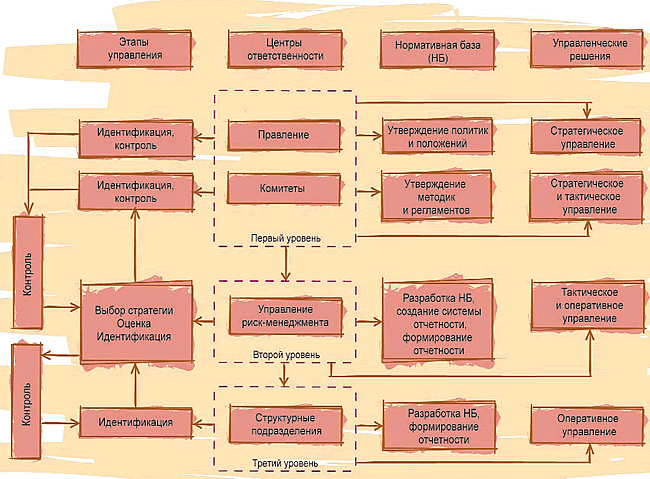 Этапы
управления
Центры
ответственности
Нормативная база
(НБ)
Управленческие
решения
Идентификация,
контроль
Правление
Утверждение политик
и положений
Стратегическое
управление
Идентификация,
контроль
Комитеты
Утверждение
методик
и регламентов
Стратегическое
и тактическое
управление
Первый уровень
Контроль
Выбор стратегии
Оценка
Идентификация
Управление
риск-менеджмента
Разработка НБ,
создание системы
отчетности,
формирование
отчетности
Тактическое
и оперативное
управление
Второй уровень
Контроль
Идентификация
Структурные
подразделения
Разработка НБ,
формирование
отчетности
Оперативное
управление
Третий уровень